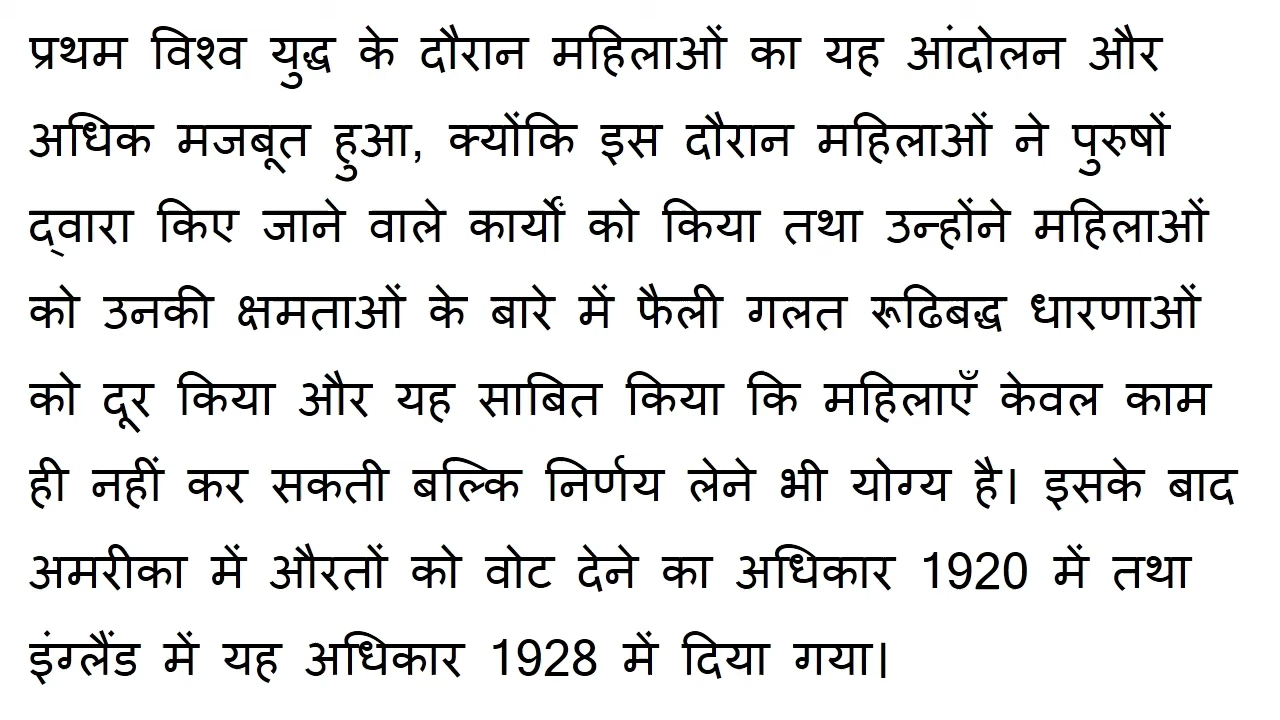 प्रथम विश्व युद्ध के दौरान महिलाओं का यह आंदोलन और
अधिक मजबूत हुआ, क्योंकि इस दौरान महिलाओं ने पुरुषों
द्वारा किए जाने वाले कार्यों को किया तथा उन्होंने महिलाओं
को उनकी क्षमताओं के बारे में फैली गलत रूढिबद्ध धारणाओं
को दूर किया और यह साबित किया कि महिलाएँ केवल काम
ही नहीं कर सकती बल्कि निर्णय लेने भी योग्य है। इसके बाद
अमरीका में औरतों को वोट देने का अधिकार 1920 में तथा
इंग्लैंड में यह अधिकार 1928 में दिया गया।